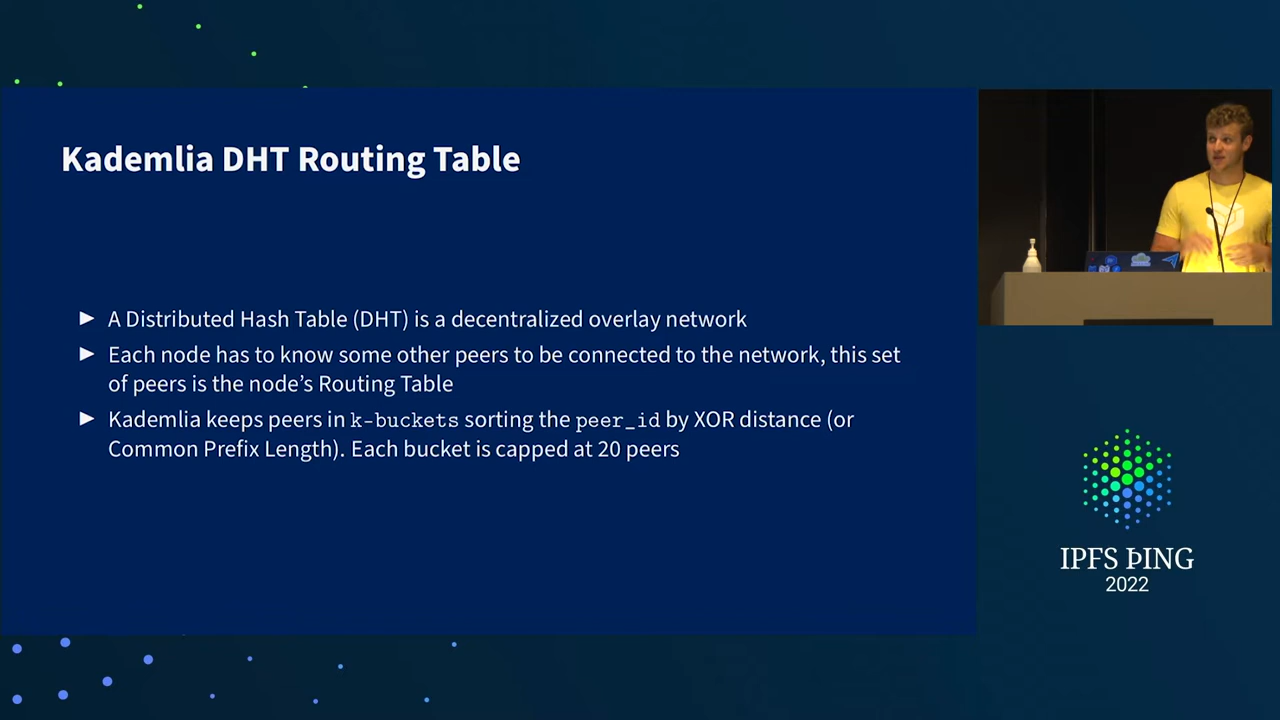 Kademlia DHT Routing Table
► A Distributed Hash Table (DHT) is a decentralized overlay network
► Each node has to know some other peers to be connected to the network, this set
of peers is the node’s Routing Table
► Kademlia keeps peers in k-buckets sorting the peer_id by XOR distance (or
Common Prefix Length). Each bucket is capped at 20 peers
IPFS ÞING
2022